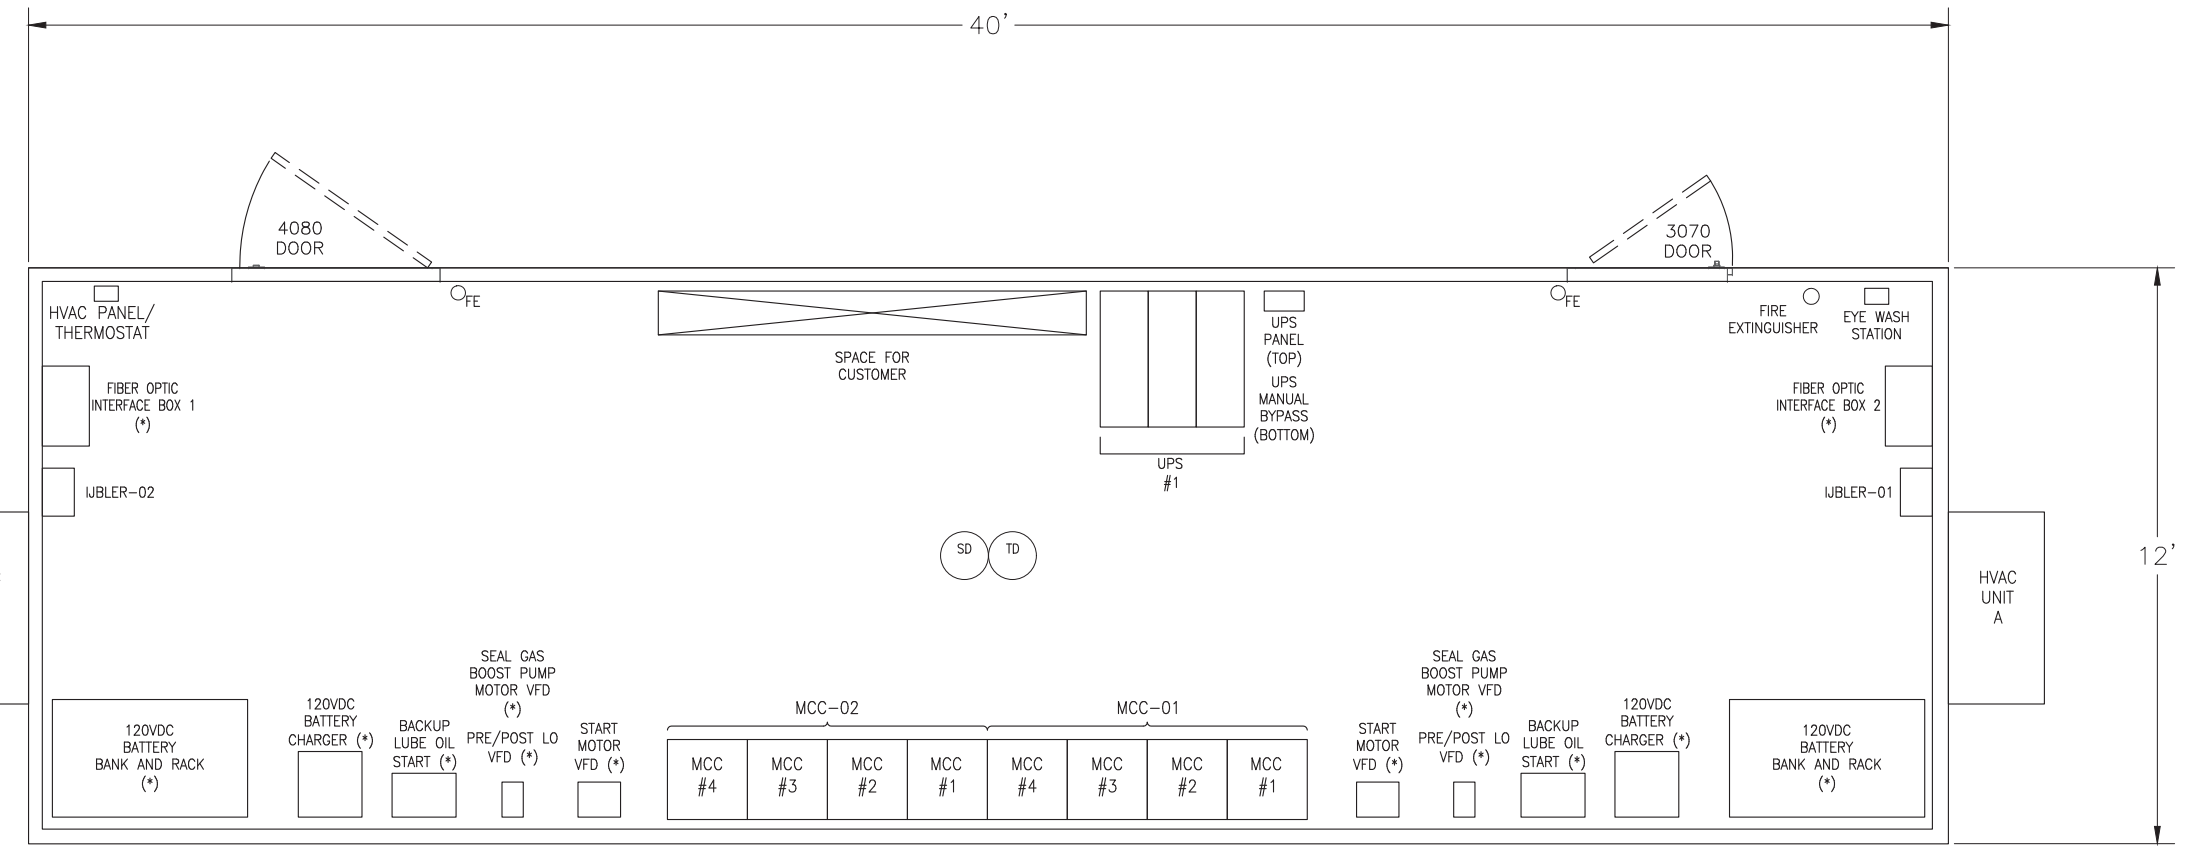 40'
4080
DOOR
3070
DOOR
HVAC PANEL/
THERMOSTAT
FE
SPACE FOR
CUSTOMER
UPS
PANEL
(TOP)
UPS
MANUAL
BYPASS
(BOTTOM)
UPS
#1
FE
FIRE
EXTINGUISHER
EYE WASH
STATION
FIBER OPTIC
INTERFACE BOX 1
(*)
FIBER OPTIC
INTERFACE BOX 2
(*)
IJBLER-02
IJBLER-01
SD
TD
12'
HVAC
UNIT
A
120VDC
BATTERY
BANK AND RACK
(*)
120VDC
BATTERY
CHARGER (*)
BACKUP
LUBE OIL
START (*)
SEAL GAS
BOOST PUMP
MOTOR VFD
(*)
PRE/POST LO
VFD (*)
START
MOTOR
VFD (*)
MCC-02
MCC
#4
MCC
#3
MCC
#2
MCC
#1
MCC-01
MCC
#4
MCC
#3
MCC
#2
MCC
#1
START
MOTOR
VFD (*)
SEAL GAS
BOOST PUMP
MOTOR VFD
(*)
PRE/POST LO
VFD (*)
BACKUP
LUBE OIL
START (*)
120VDC
BATTERY
CHARGER (*)
120VDC
BATTERY
BANK AND RACK
(*)